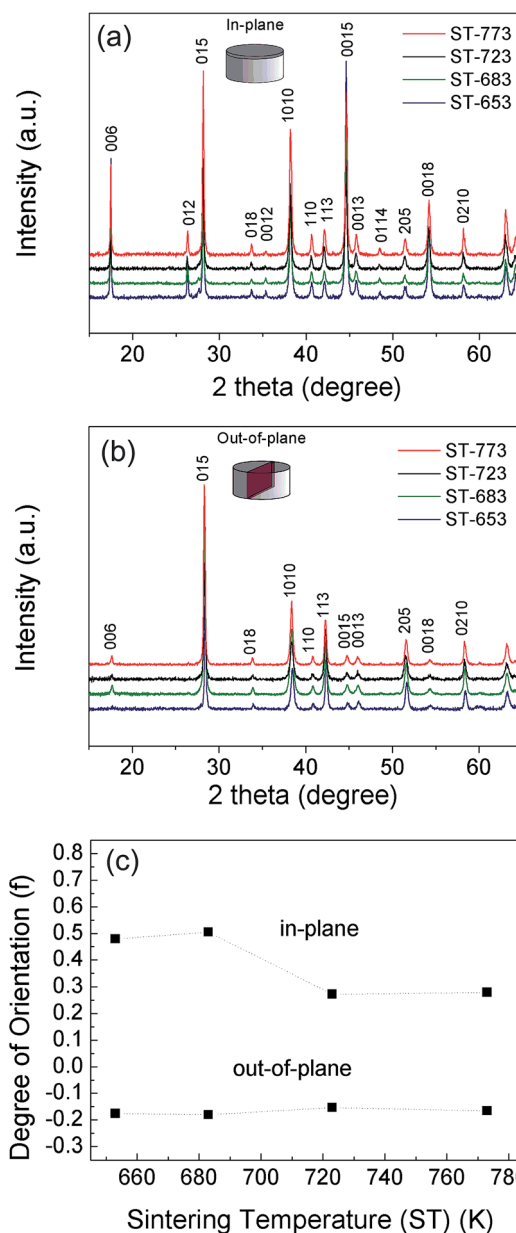 (a)
In-plane
ST-773
ST-723
ST-683
ST-653
006
012
015
018
0012
1010
110
113
0015
0013
0114
205
0018
0210
Intensity (a.u.)
20 30 40 50 60
2 theta (degree)
(b)
Out-of-plane
ST-773
ST-723
ST-683
ST-653
006
015
018
1010
110
113
0015
0013
205
0018
0210
Intensity (a.u.)
20 30 40 50 60
2 theta (degree)
(c)
0.8
0.7
0.6
0.5
0.4
0.3
0.2
0.1
0.0
-0.1
-0.2
-0.3
in-plane
out-of-plane
Degree of Orientation (f)
660 680 700 720 740 760 780
Sintering Temperature (ST) (K)